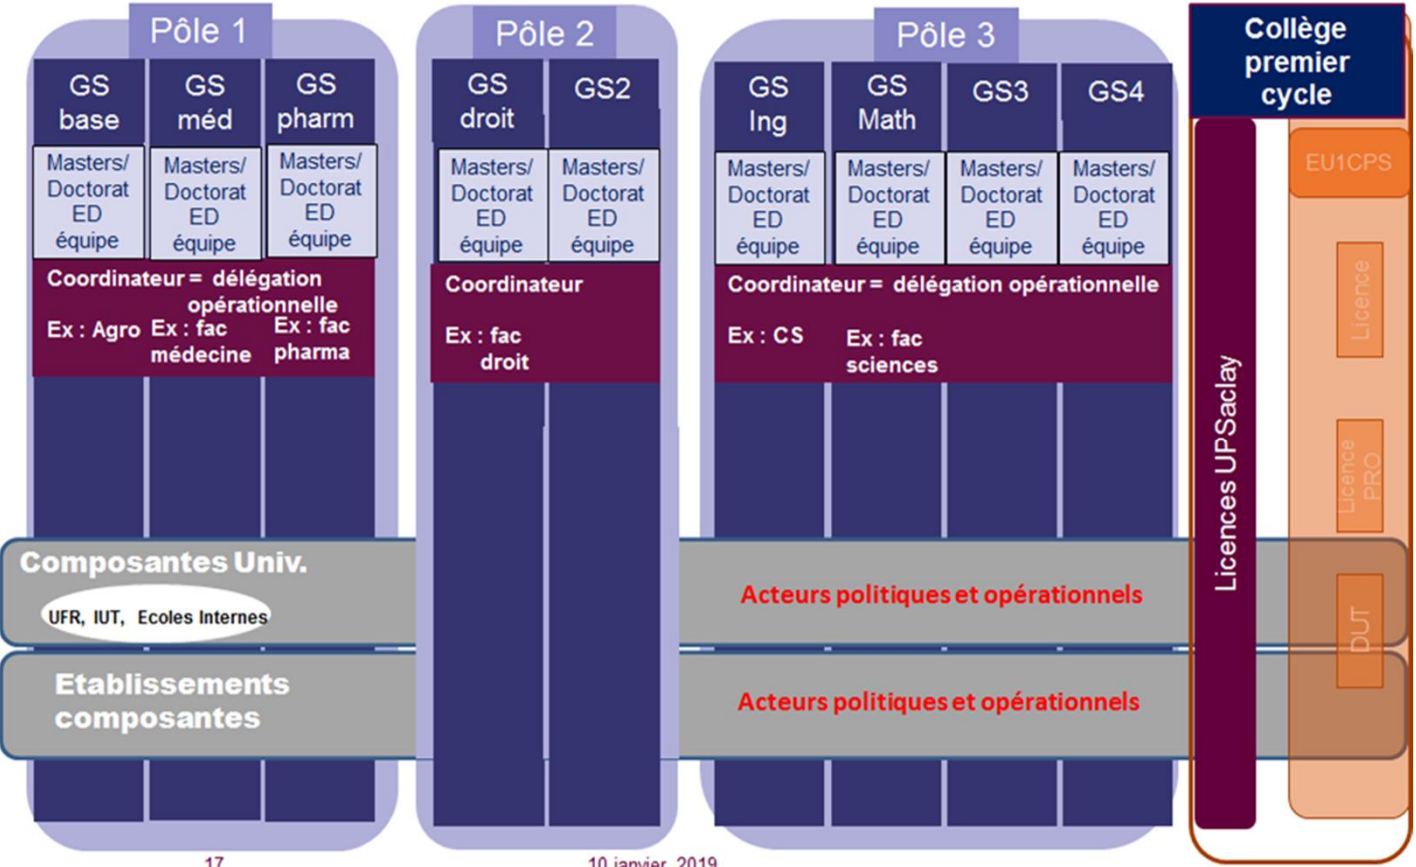 Pôle 1
GS
base
GS
méd
GS
pharm
Masters/
Doctorat
ED
équipe
Masters/
Doctorat
ED
équipe
Masters/
Doctorat
ED
équipe
Coordinateur = délégation
opérationnelle
Ex : Agro
Ex : fac
médecine
Ex : fac
pharma
Pôle 2
GS
droit
GS2
Masters/
Doctorat
ED
équipe
Masters/
Doctorat
ED
équipe
Coordinateur
Ex : fac
droit
Pôle 3
GS
Ing
GS
Math
GS3
GS4
Masters/
Doctorat
ED
équipe
Masters/
Doctorat
ED
équipe
Masters/
Doctorat
ED
équipe
Masters/
Doctorat
ED
équipe
Coordinateur = délégation opérationnelle
Ex : CS
Ex : fac
sciences
Collège
premier
cycle
Licences UPSaclay
EU1CPS
Licence
Licence
PRO
DUT
Composantes Univ.
UFR, IUT, Ecoles Internes
Acteurs politiques et opérationnels
Etablissements
composantes
Acteurs politiques et opérationnels
17
10 janvier 2019